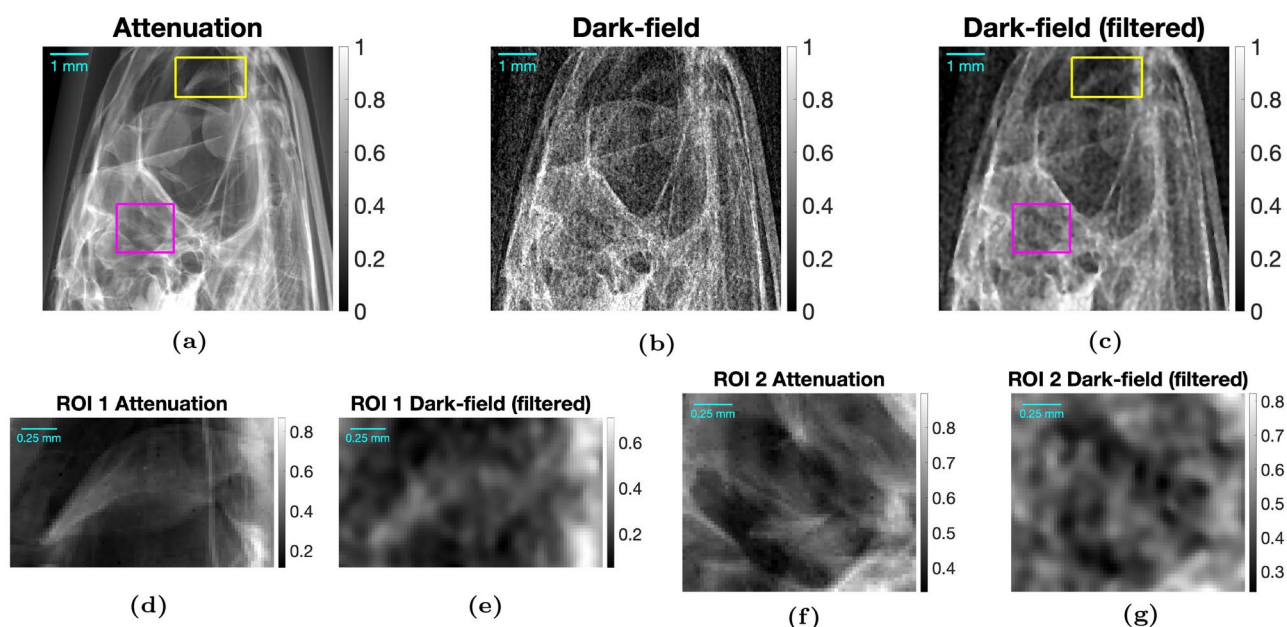 Attenuation
1 mm
1
0.8
0.6
0.4
0.2
0
(a)
Dark-field
1 mm
1
0.8
0.6
0.4
0.2
0
(b)
Dark-field (filtered)
1 mm
1
0.8
0.6
0.4
0.2
0
(c)
ROI 1 Attenuation
0.25 mm
0.8
0.6
0.4
0.2
(d)
ROI 1 Dark-field (filtered)
0.25 mm
0.6
0.4
0.2
(e)
ROI 2 Attenuation
0.25 mm
0.8
0.7
0.6
0.5
0.4
(f)
ROI 2 Dark-field (filtered)
0.25 mm
0.8
0.7
0.6
0.5
0.4
0.3
(g)